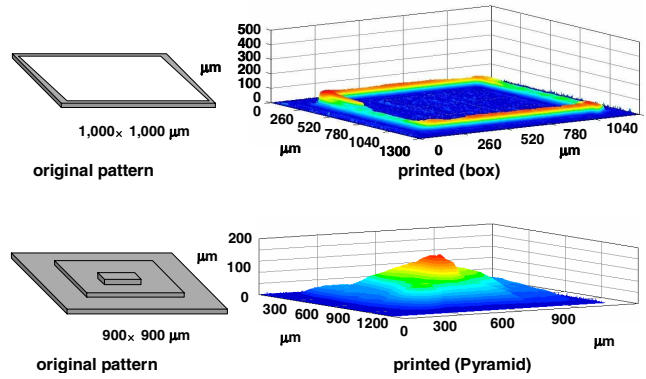 500
400
300
200
100
0
μm
260
520
780
1040
1300
μm
0
260
520
780
1040
μm
1,000× 1,000 μm
original pattern
printed (box)
200
100
0
μm
300
600
900
1200
μm
0
300
600
900
μm
900× 900 μm
original pattern
printed (Pyramid)